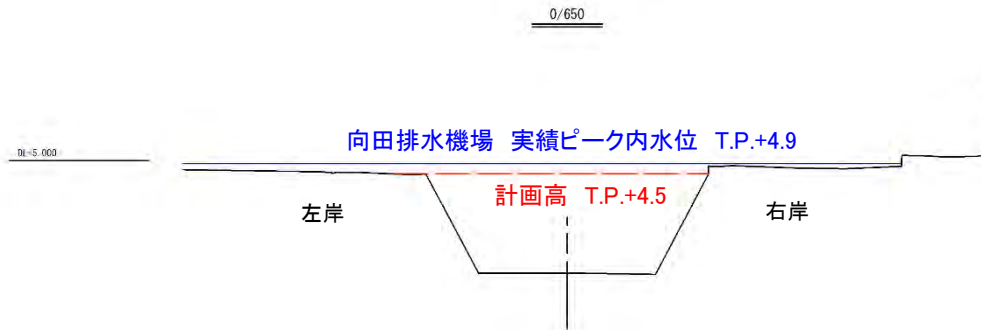 0/650
向田排水機場 実績ピーク内水位 T.P.+4.9
DL=5.000
計画高 T.P.+4.5
左岸
右岸